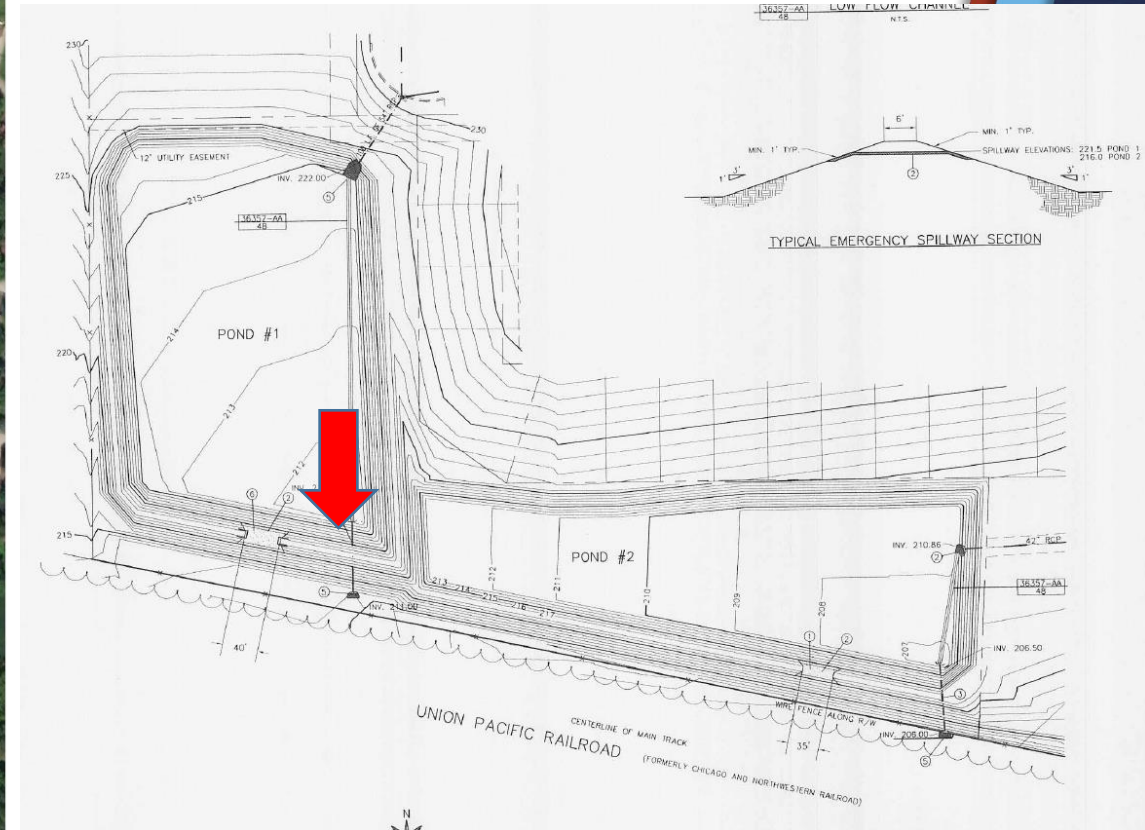 36357-AA
48
LOW FLOW CHANNEL
N.T.S.
230
6'
MIN. 1" TYP.
MIN. 1" TYP.
SPILLWAY ELEVATIONS: 221.5 POND 1
216.0 POND 2
3'
1'
3'
1'
2
TYPICAL EMERGENCY SPILLWAY SECTION
230
12' UTILITY EASEMENT
INV. 222.00
5
225
215
36357-AA
48
214
POND #1
220
213
212
INV.
6
2
215
5
INV. 211.00
40'
POND #2
INV. 210.86
2
42" RCP
36357-AA
48
212
211
210
209
208
207
213
214
215
216
217
1
2
INV. 206.50
3
WIRE FENCE ALONG R/W
35'
INV. 206.00
5
UNION PACIFIC RAILROAD
CENTERLINE OF MAIN TRACK
(FORMERLY CHICAGO AND NORTHWESTERN RAILROAD)
N